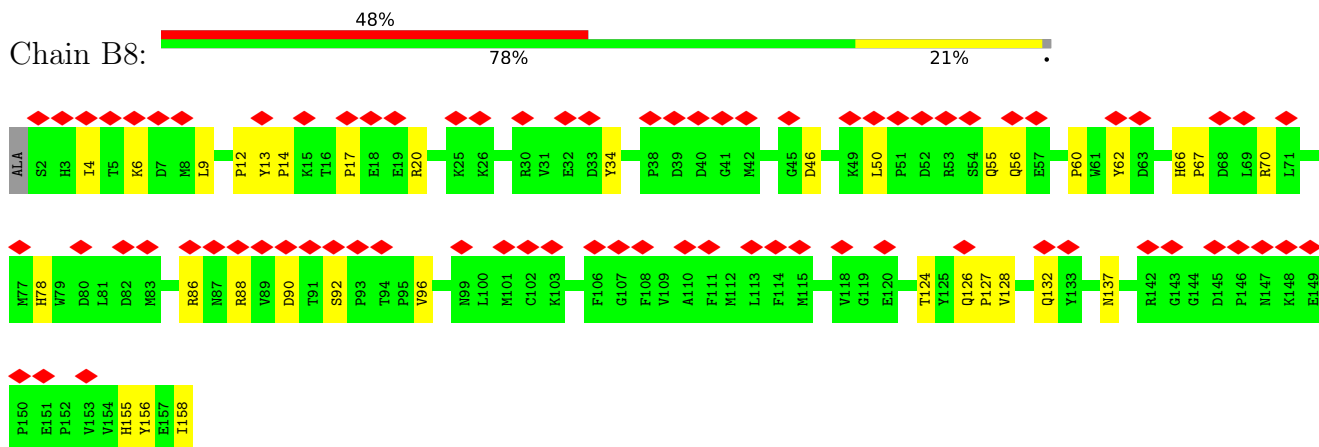 48%
Chain B8:
78% 21% •
ALA S2 H3 I4 T5 K6 D7 M8 L9 P12 Y13 P14 K15 T16 P17 E18 E19 R20 K25 K26 R30 V31 E32 D33 Y34 P38 D39 D40 G41 M42 G45 D46 K49 L50 P51 D52 R53 S54 Q55 Q56 E57 P60 W61 Y62 D63 H66 P67 D68 L69 R70 L71
M77 H78 W79 D80 L81 D82 M83 R86 N87 R88 V89 D90 T91 S92 P93 T94 P95 V96 N99 L100 M101 C102 K103 F106 G107 F108 V109 A110 F111 M112 L113 F114 M115 V118 G119 E120 T124 Y125 Q126 P127 V128 Q132 Y133 N137 R142 G143 G144 D145 P146 N147 K148 E149
P150 E151 P152 V153 V154 H155 Y156 E157 I158